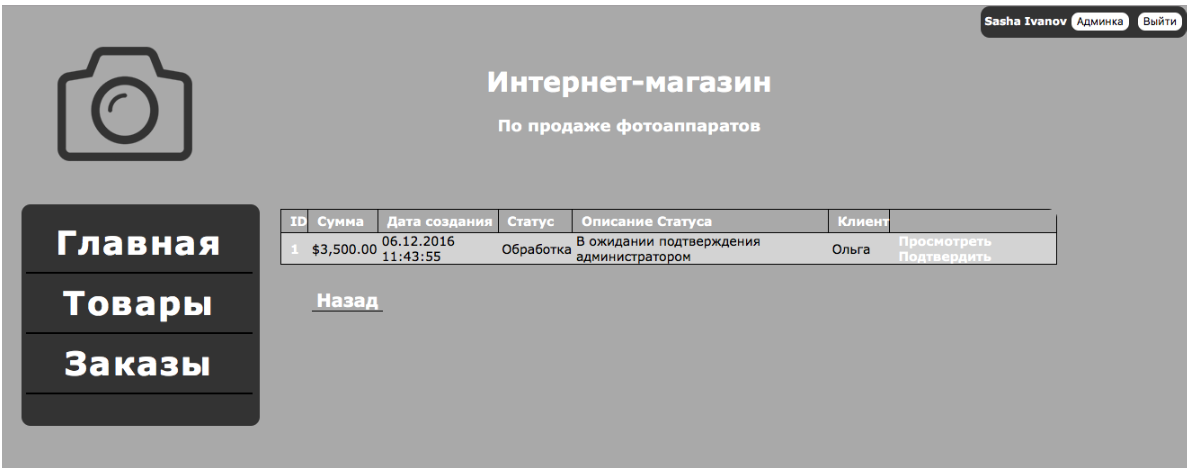 Sasha Ivanov Админка Выйти
Интернет-магазин
По продаже фотоаппаратов
Главная
Товары
Заказы
ID Сумма Дата создания Статус Описание Статуса Клиент
1 $3,500.00 06.12.2016 11:43:55 Обработка В ожидании подтверждения администратором Ольга Просмотреть Подтвердить
Назад